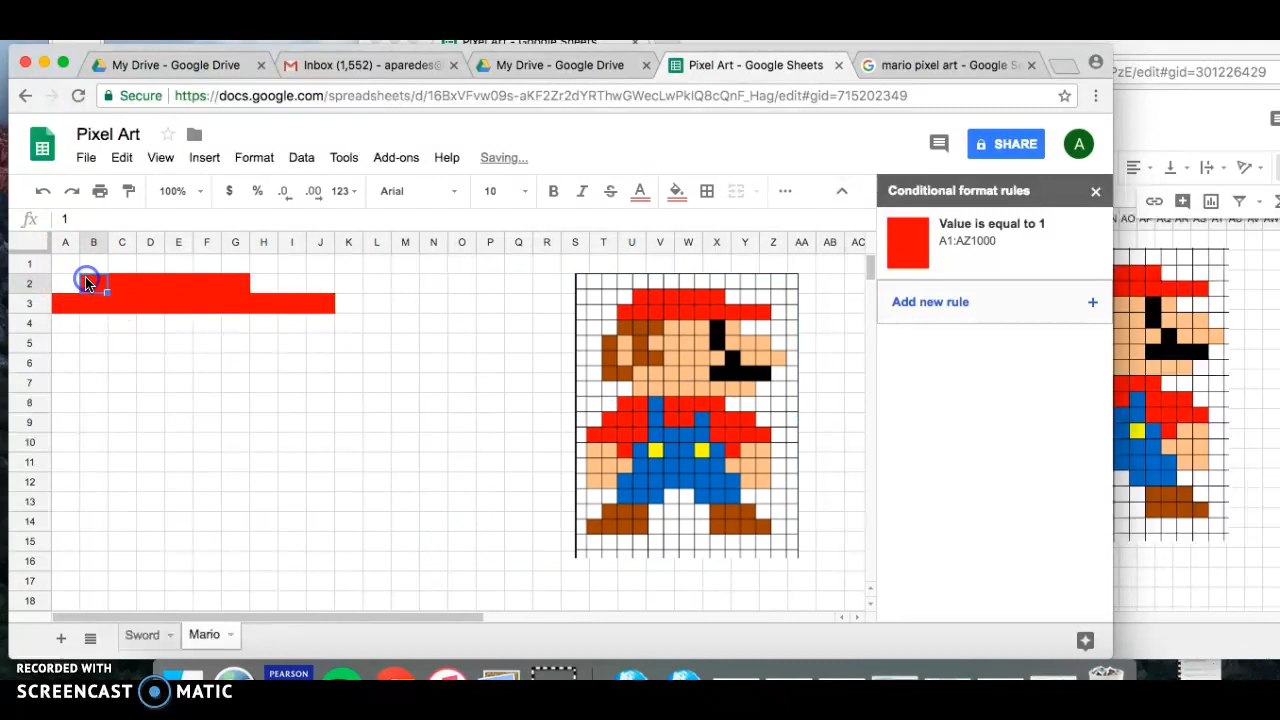 Pixel Art - Google Sheets
My Drive - Google Drive
Inbox (1,552) - aparedes@
My Drive - Google Drive
Pixel Art - Google Sheets
mario pixel art - Google S
PzE/edit#gid=301226429
Secure
https://docs.google.com/spreadsheets/d/16BxVFvw09s-aKF2Zr2dYRThwGWecLwPkIQ8cQnF_Hag/edit#gid=715202349
Pixel Art
SHARE
A
File Edit View Insert Format Data Tools Add-ons Help Saving...
100% $ % .0 .00 123 Arial 10 B I S A
Conditional format rules
fx 1
A B C D E F G H I J K L M N O P Q R S T U V W X Y Z AA AB AC
Value is equal to 1
A1:AZ1000
Add new rule +
1
2
3
4
5
6
7
8
9
10
11
12
13
14
15
16
17
18
Sword
Mario
RECORDED WITH
SCREENCAST MATIC
PEARSON